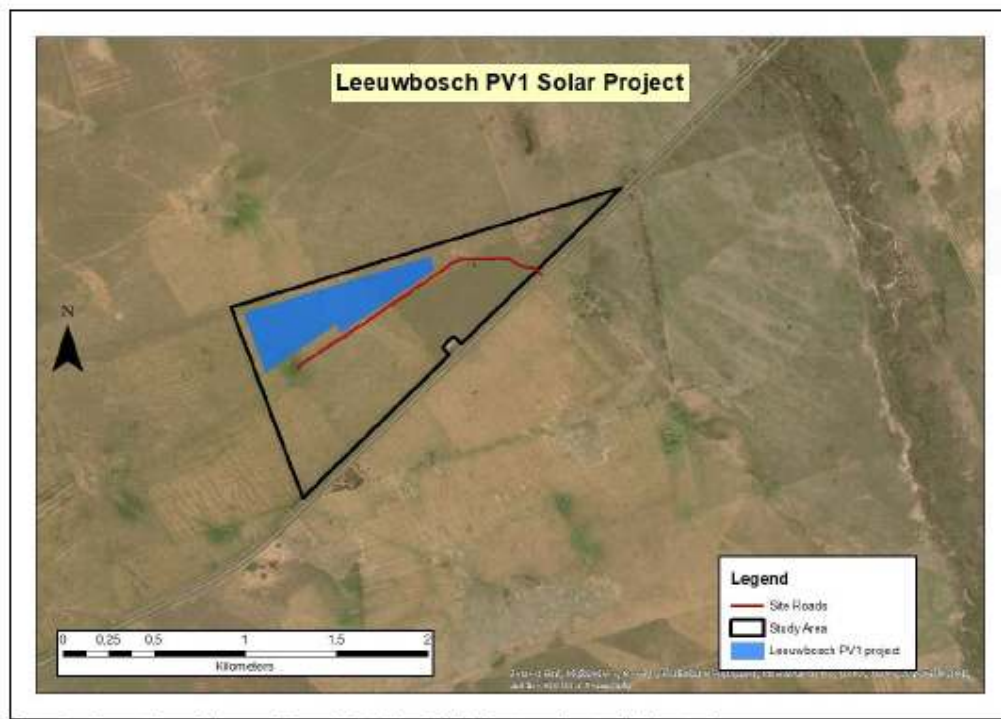 Leeuwbosch PV1 Solar Project
N
Legend
Site Roads
Study Area
Leeuwbosch PV1 project
0 0,25 0,5 1 1,5 2
Kilometers